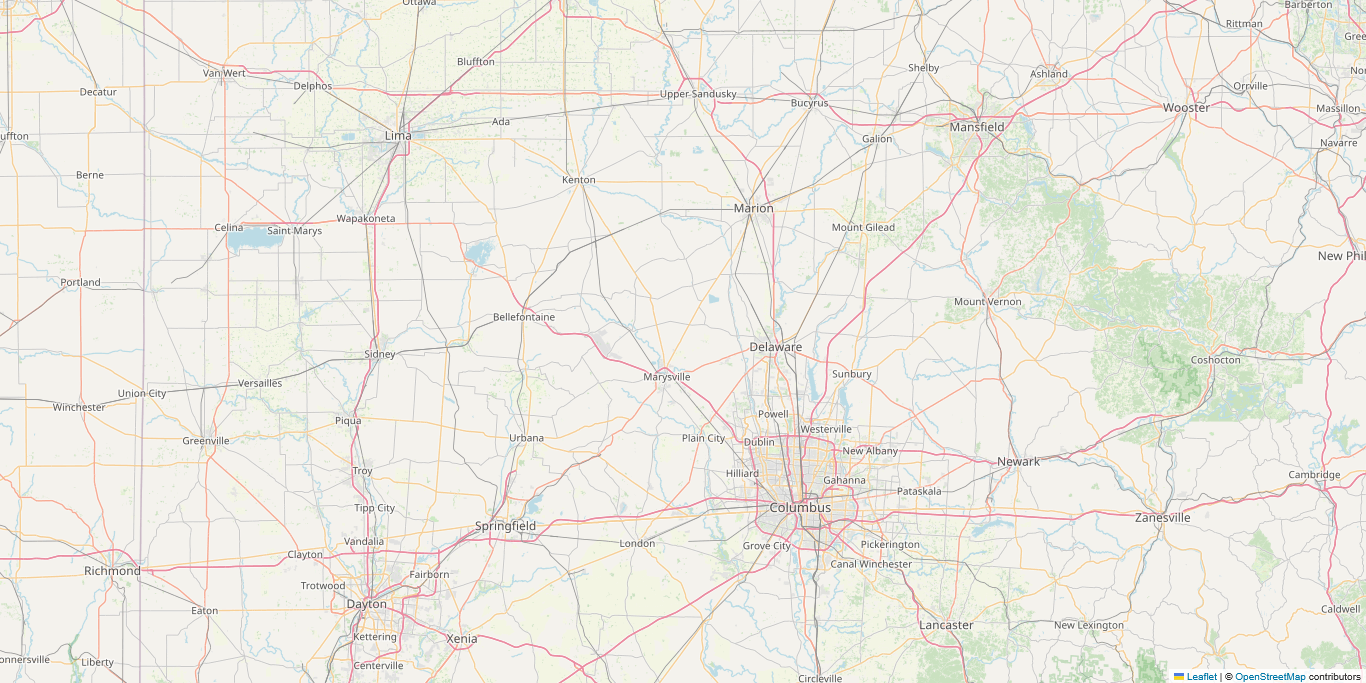 Ottawa
Barberton
Rittman
Gree
Bluffton
Shelby
Van Wert
Ashland
No
Delphos
Orrville
Decatur
Upper Sandusky
Bucyrus
Wooster
Massillon
Ada
Mansfield
uffton
Lima
Galion
Navarre
Berne
Kenton
Marion
Wapakoneta
Celina
Saint Marys
Mount Gilead
New Phil
Portland
Mount Vernon
Bellefontaine
Delaware
Sidney
Coshocton
Marysville
Sunbury
Versailles
Union City
Winchester
Powell
Piqua
Westerville
Greenville
Urbana
Plain City
Dublin
New Albany
Newark
Troy
Hilliard
Gahanna
Cambridge
Pataskala
Tipp City
Columbus
Zanesville
Springfield
Vandalia
London
Grove City
Pickerington
Clayton
Canal Winchester
Richmond
Fairborn
Trotwood
Dayton
Eaton
Caldwell
Lancaster
New Lexington
Kettering
Xenia
onnersville
Liberty
Centerville
Circleville
Leaflet | © OpenStreetMap contributors